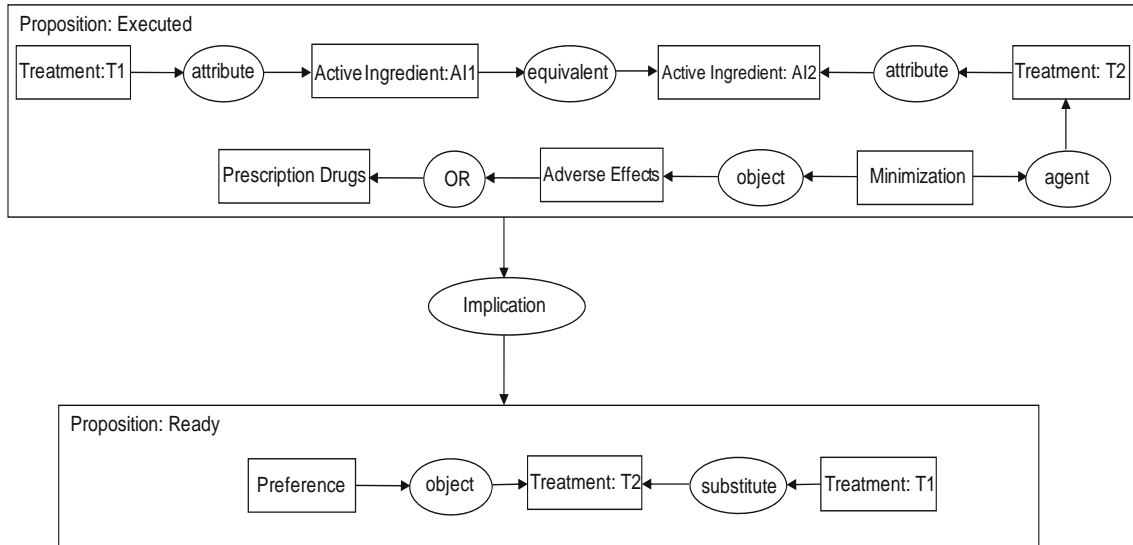 Proposition: Executed
Treatment:T1
attribute
Active Ingredient:AI1
equivalent
Active Ingredient: AI2
attribute
Treatment: T2
Prescription Drugs
OR
Adverse Effects
object
Minimization
agent
Implication
Proposition: Ready
Preference
object
Treatment: T2
substitute
Treatment: T1